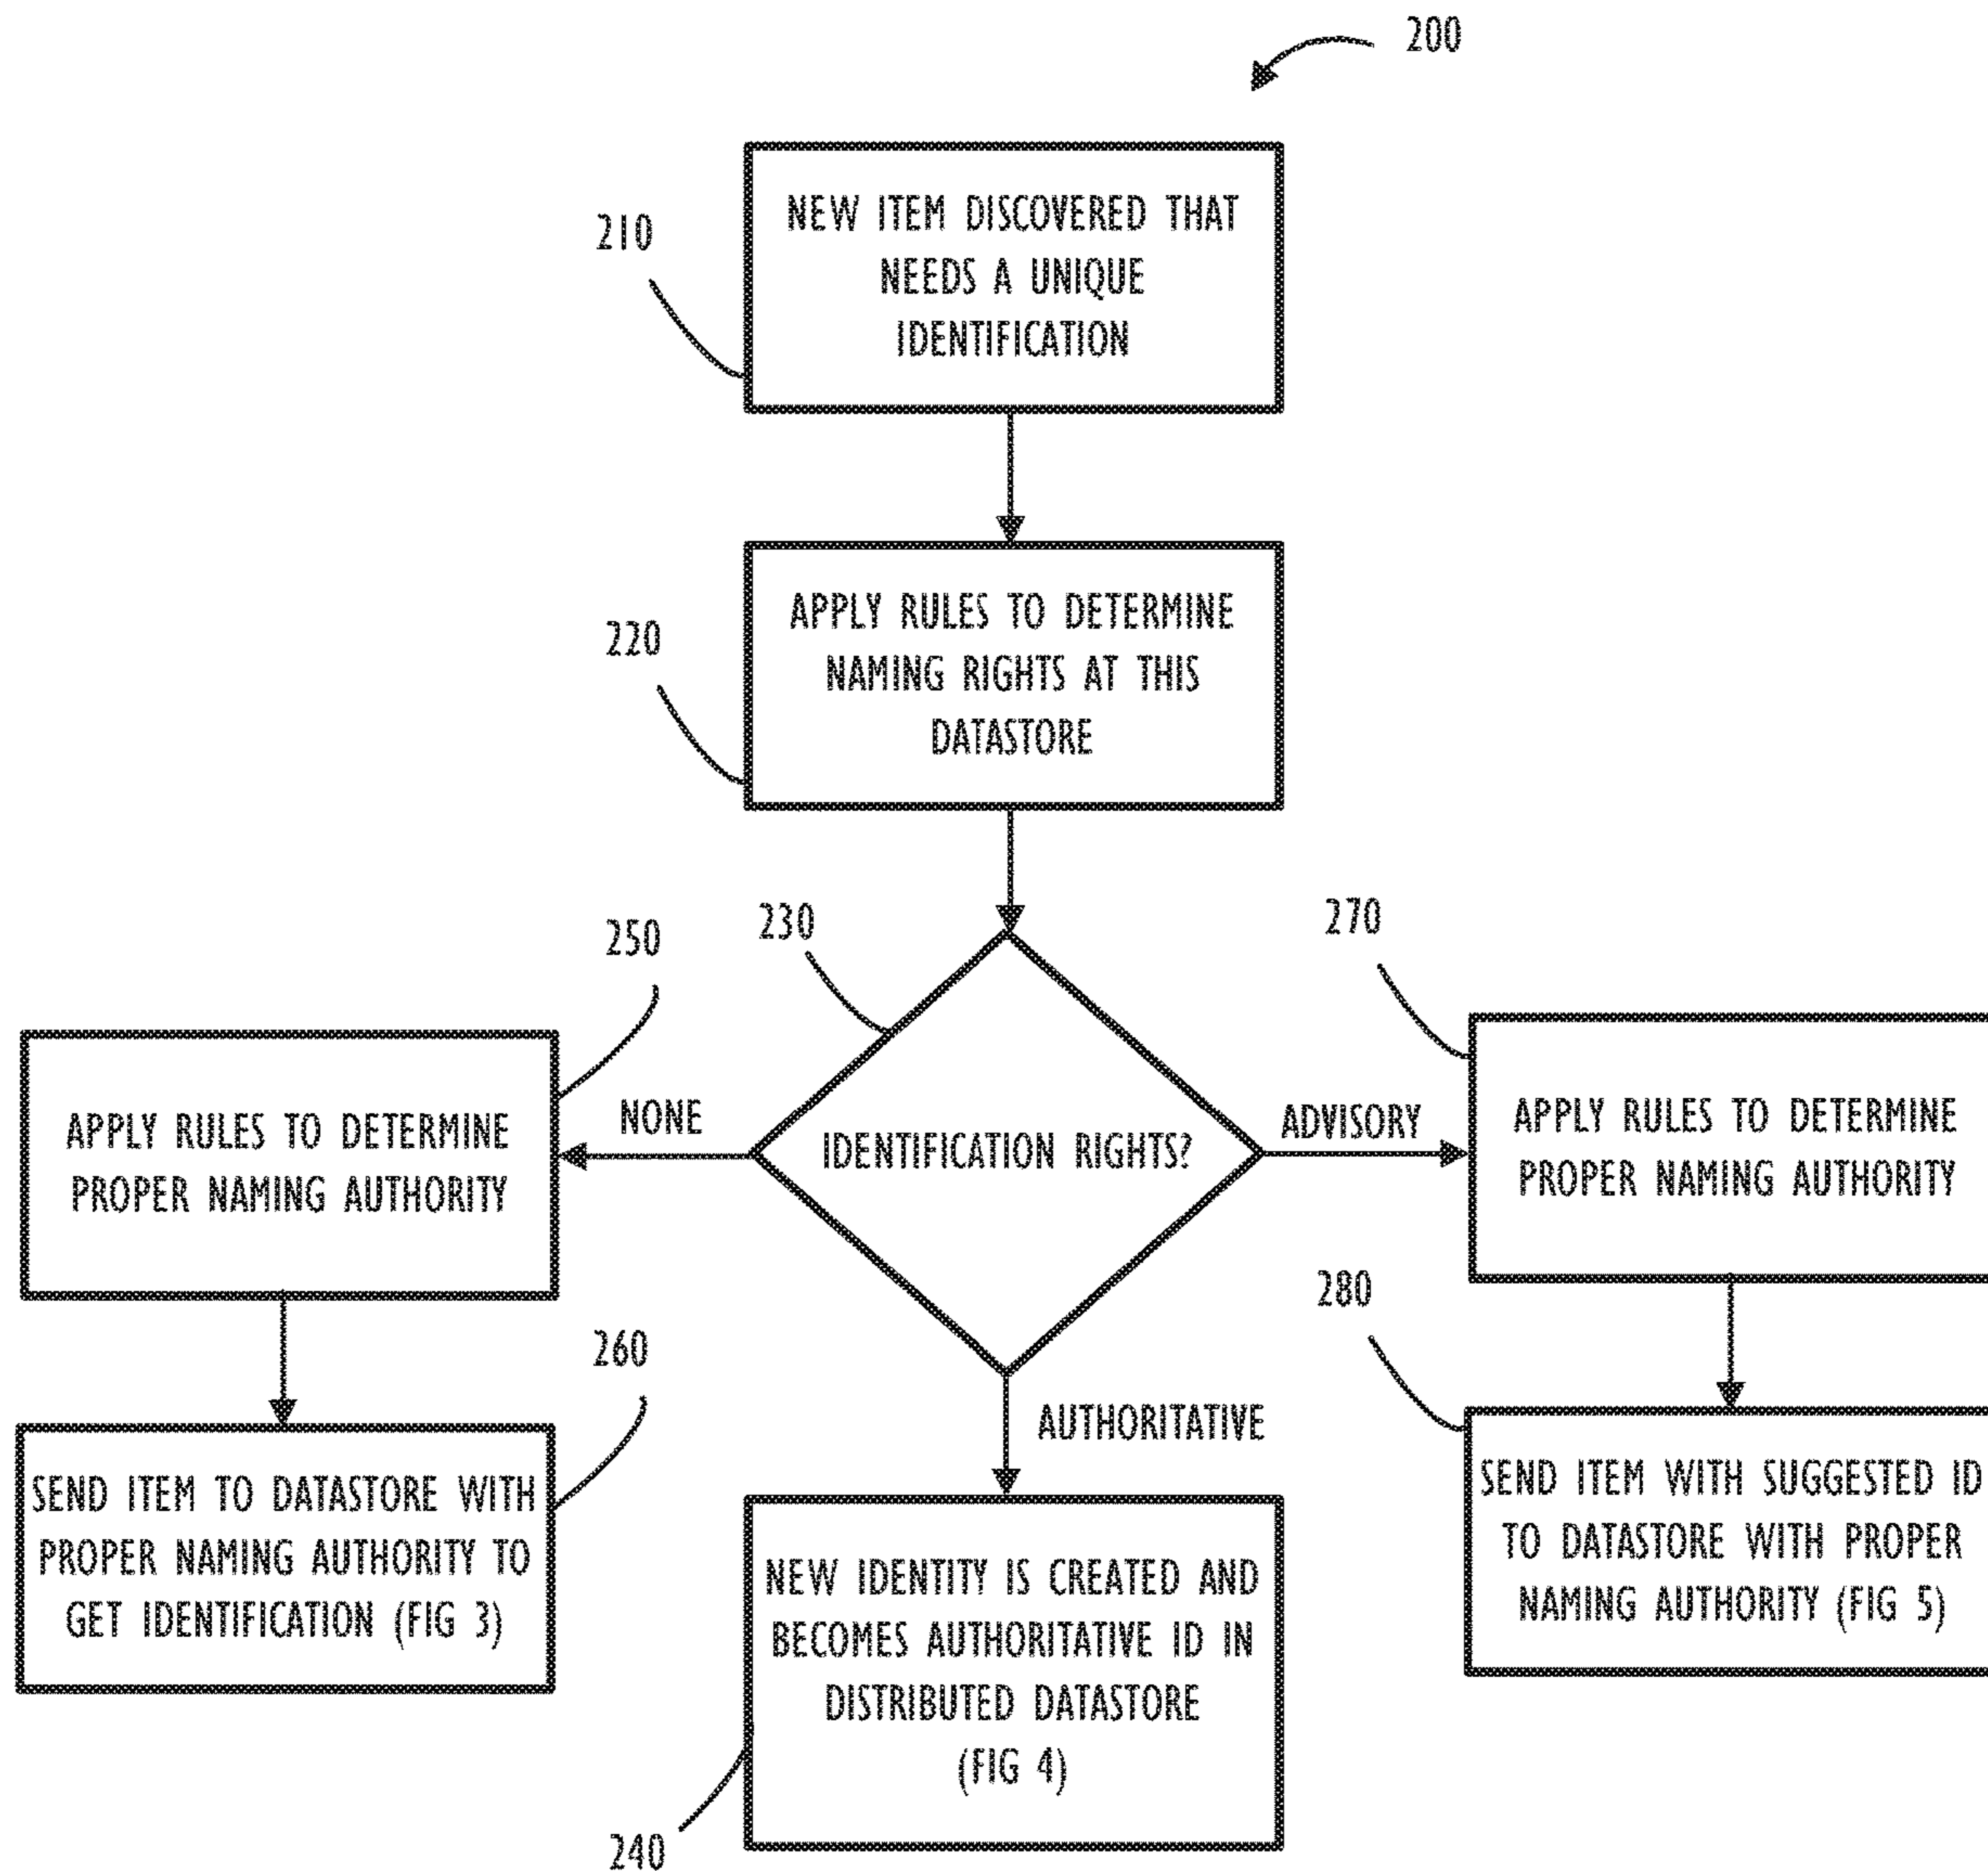 200
NEW ITEM DISCOVERED THAT
NEEDS A UNIQUE
IDENTIFICATION
210
APPLY RULES TO DETERMINE
NAMING RIGHTS AT THIS
DATASTORE
220
230
250
270
NONE
IDENTIFICATION RIGHTS?
ADVISORY
APPLY RULES TO DETERMINE
PROPER NAMING AUTHORITY
APPLY RULES TO DETERMINE
PROPER NAMING AUTHORITY
260
280
AUTHORITATIVE
SEND ITEM TO DATASTORE WITH
PROPER NAMING AUTHORITY TO
GET IDENTIFICATION (FIG 3)
NEW IDENTITY IS CREATED AND
BECOMES AUTHORITATIVE ID IN
DISTRIBUTED DATASTORE
(FIG 4)
SEND ITEM WITH SUGGESTED ID
TO DATASTORE WITH PROPER
NAMING AUTHORITY (FIG 5)
240